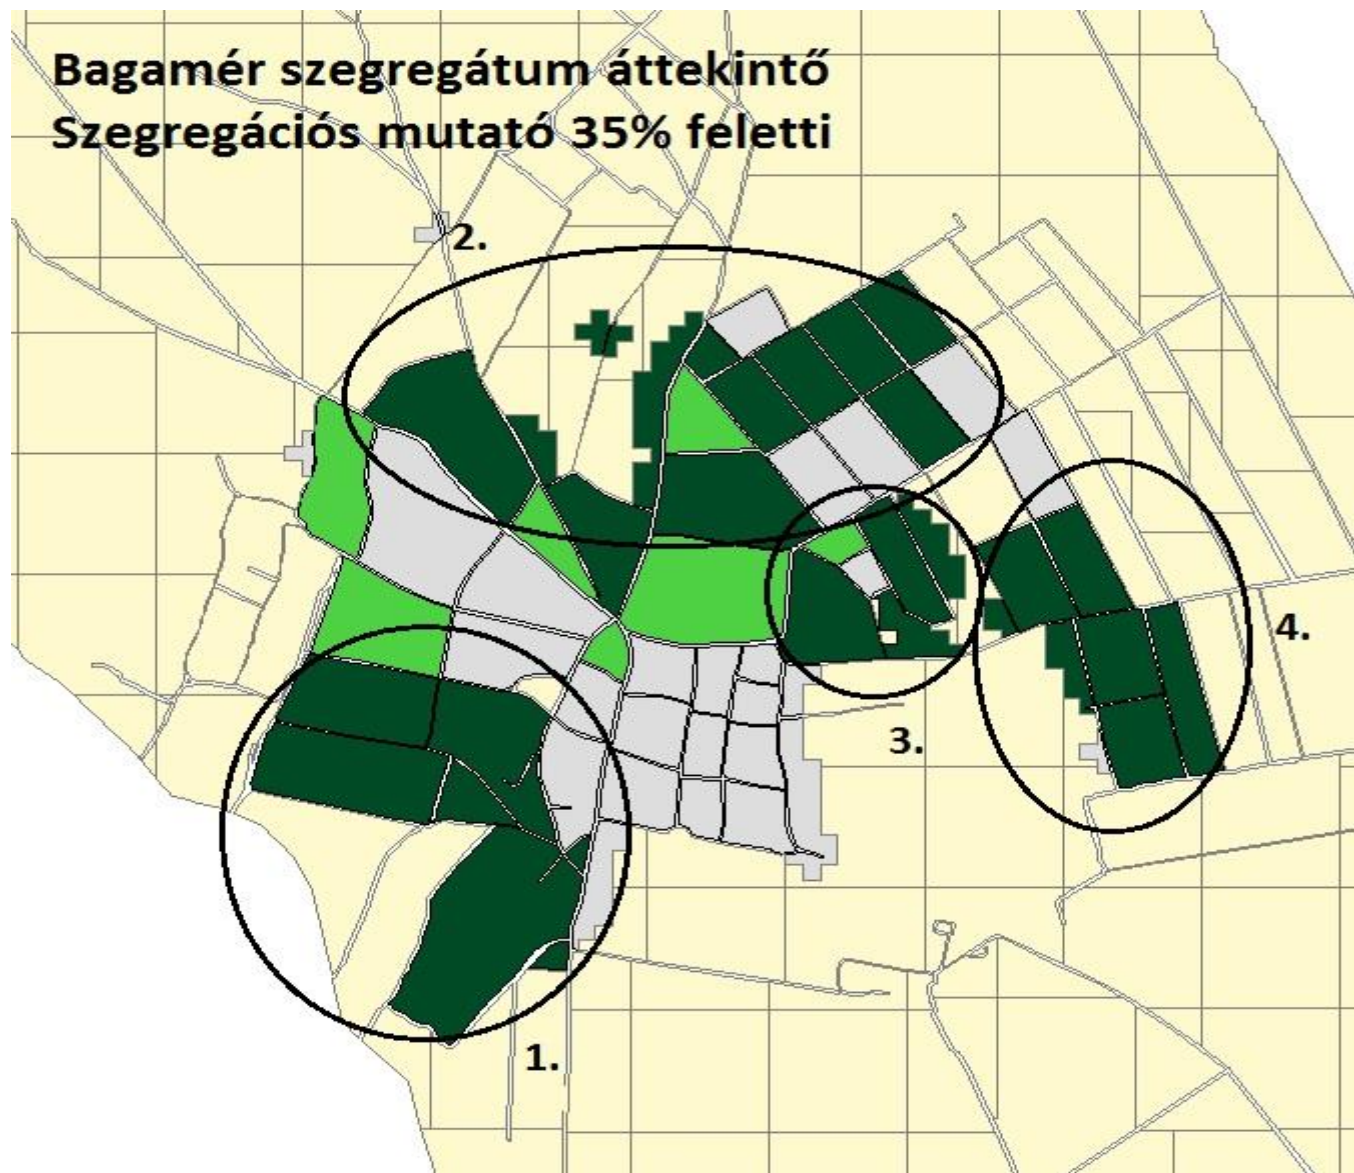 Bagamér szegregátum áttekintő
Szegregációs mutató 35% feletti
2.
4.
3.
1.